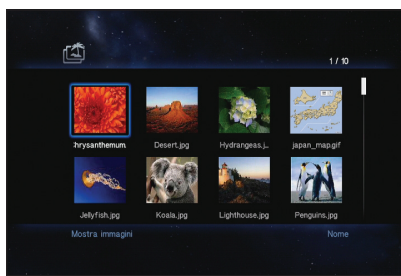 1 / 10
hrysanthemum.
Desert.jpg
Hydrangeas.j...
japan_map.gif
Jellyfish.jpg
Koala.jpg
Lighthouse.jpg
Penguins.jpg
Mostra immagini
Nome